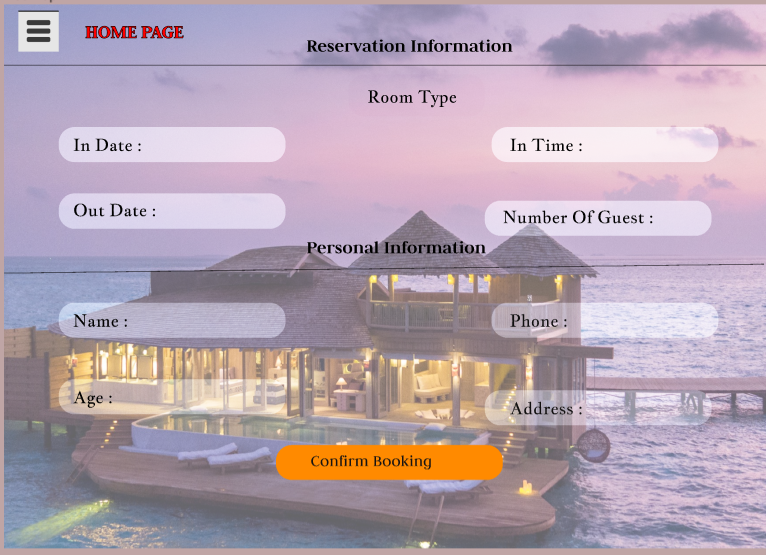 HOME PAGE
Reservation Information
Room Type
In Date :
In Time :
Out Date :
Number Of Guest :
Personal Information
Name :
Phone :
Age :
Address :
Confirm Booking